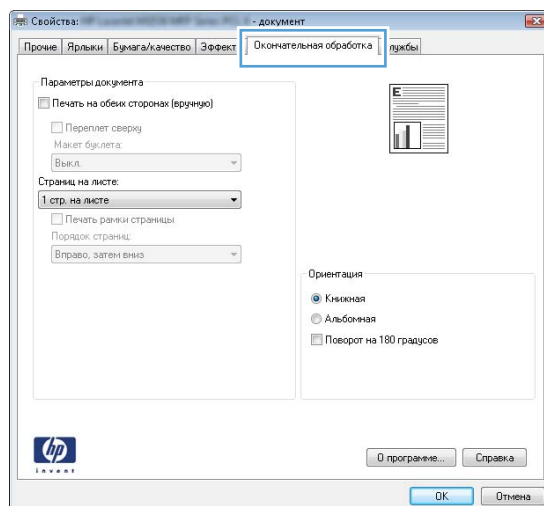 Свойства: - документ
Прочие Ярлыки Бумага/качество Эффект Окончательная обработка лужбы
Параметры документа
Печать на обеих сторонах (вручную)
Переплет сверху
Макет буклета:
Выкл.
Страниц на листе:
1 стр. на листе
Печать рамки страницы
Порядок страниц:
Вправо, затем вниз
E
Ориентация
Книжная
Альбомная
Поворот на 180 градусов
hp
invent
О программе... Справка
OK Отмена